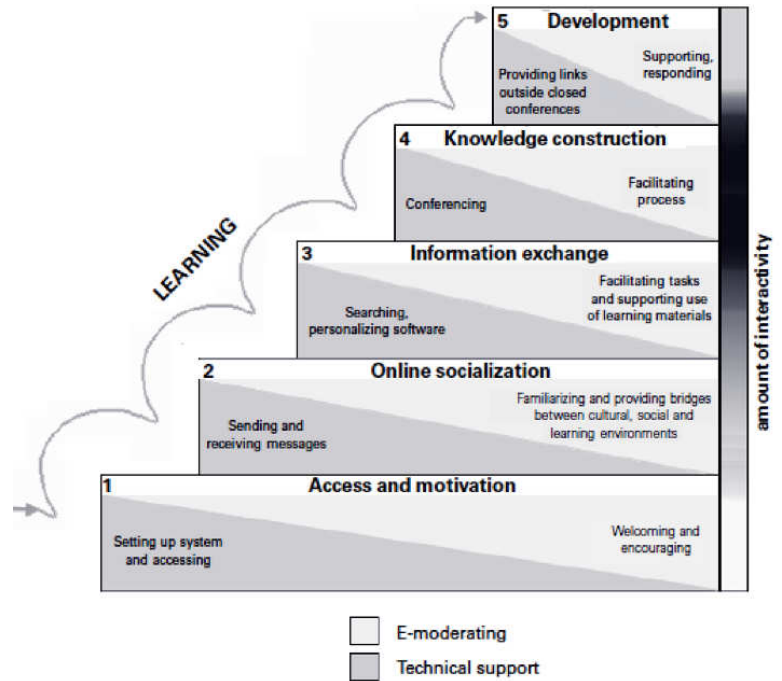 5 Development
Supporting,
responding
Providing links
outside closed
conferences
4 Knowledge construction
Facilitating
process
Conferencing
LEARNING
3 Information exchange
Facilitating tasks
and supporting use
of learning materials
Searching,
personalizing software
2 Online socialization
Familiarizing and providing bridges
between cultural, social and
learning environments
Sending and
receiving messages
1 Access and motivation
Welcoming and
encouraging
Setting up system
and accessing
amount of interactivity
E-moderating
Technical support